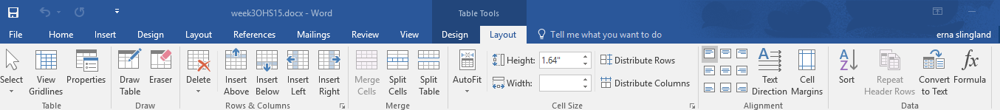 week3OHS15.docx - Word
Table Tools
File Home Insert Design Layout References Mailings Review View Design Layout Tell me what you want to do erna slingland
Select
View Gridlines
Properties
Table
Draw Table
Eraser
Draw
Delete
Insert Above
Insert Below
Insert Left
Insert Right
Rows & Columns
Merge Cells
Split Cells
Split Table
Merge
AutoFit
Height: 1.64"
Width:
Distribute Rows
Distribute Columns
Cell Size
Text Direction
Cell Margins
Alignment
A
Z
Sort
Repeat Header Rows
Convert to Text
fx
Formula
Data